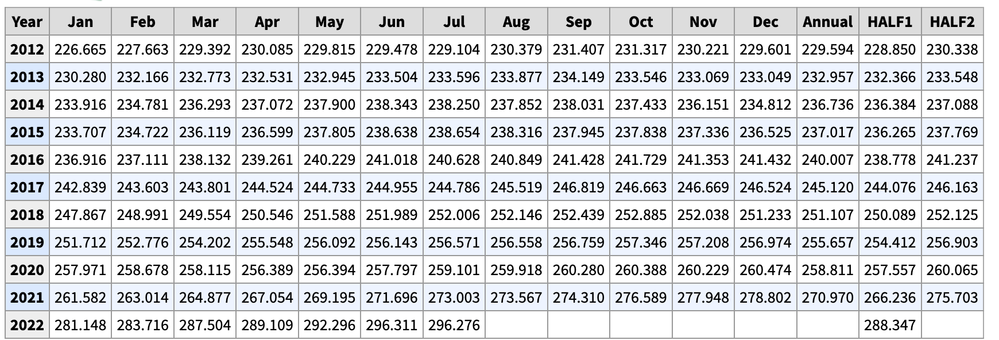 Year Jan Feb Mar Apr May Jun Jul Aug Sep Oct Nov Dec Annual HALF1 HALF2
2012 226.665 227.663 229.392 230.085 229.815 229.478 229.104 230.379 231.407 231.317 230.221 229.601 229.594 228.850 230.338
2013 230.280 232.166 232.773 232.531 232.945 233.504 233.596 233.877 234.149 233.546 233.069 233.049 232.957 232.366 233.548
2014 233.916 234.781 236.293 237.072 237.900 238.343 238.250 237.852 238.031 237.433 236.151 234.812 236.736 236.384 237.088
2015 233.707 234.722 236.119 236.599 237.805 238.638 238.654 238.316 237.945 237.838 237.336 236.525 237.017 236.265 237.769
2016 236.916 237.111 238.132 239.261 240.229 241.018 240.628 240.849 241.428 241.729 241.353 241.432 240.007 238.778 241.237
2017 242.839 243.603 243.801 244.524 244.733 244.955 244.786 245.519 246.819 246.663 246.669 246.524 245.120 244.076 246.163
2018 247.867 248.991 249.554 250.546 251.588 251.989 252.006 252.146 252.439 252.885 252.038 251.233 251.107 250.089 252.125
2019 251.712 252.776 254.202 255.548 256.092 256.143 256.571 256.558 256.759 257.346 257.208 256.974 255.657 254.412 256.903
2020 257.971 258.678 258.115 256.389 256.394 257.797 259.101 259.918 260.280 260.388 260.229 260.474 258.811 257.557 260.065
2021 261.582 263.014 264.877 267.054 269.195 271.696 273.003 273.567 274.310 276.589 277.948 278.802 270.970 266.236 275.703
2022 281.148 283.716 287.504 289.109 292.296 296.311 296.276 288.347